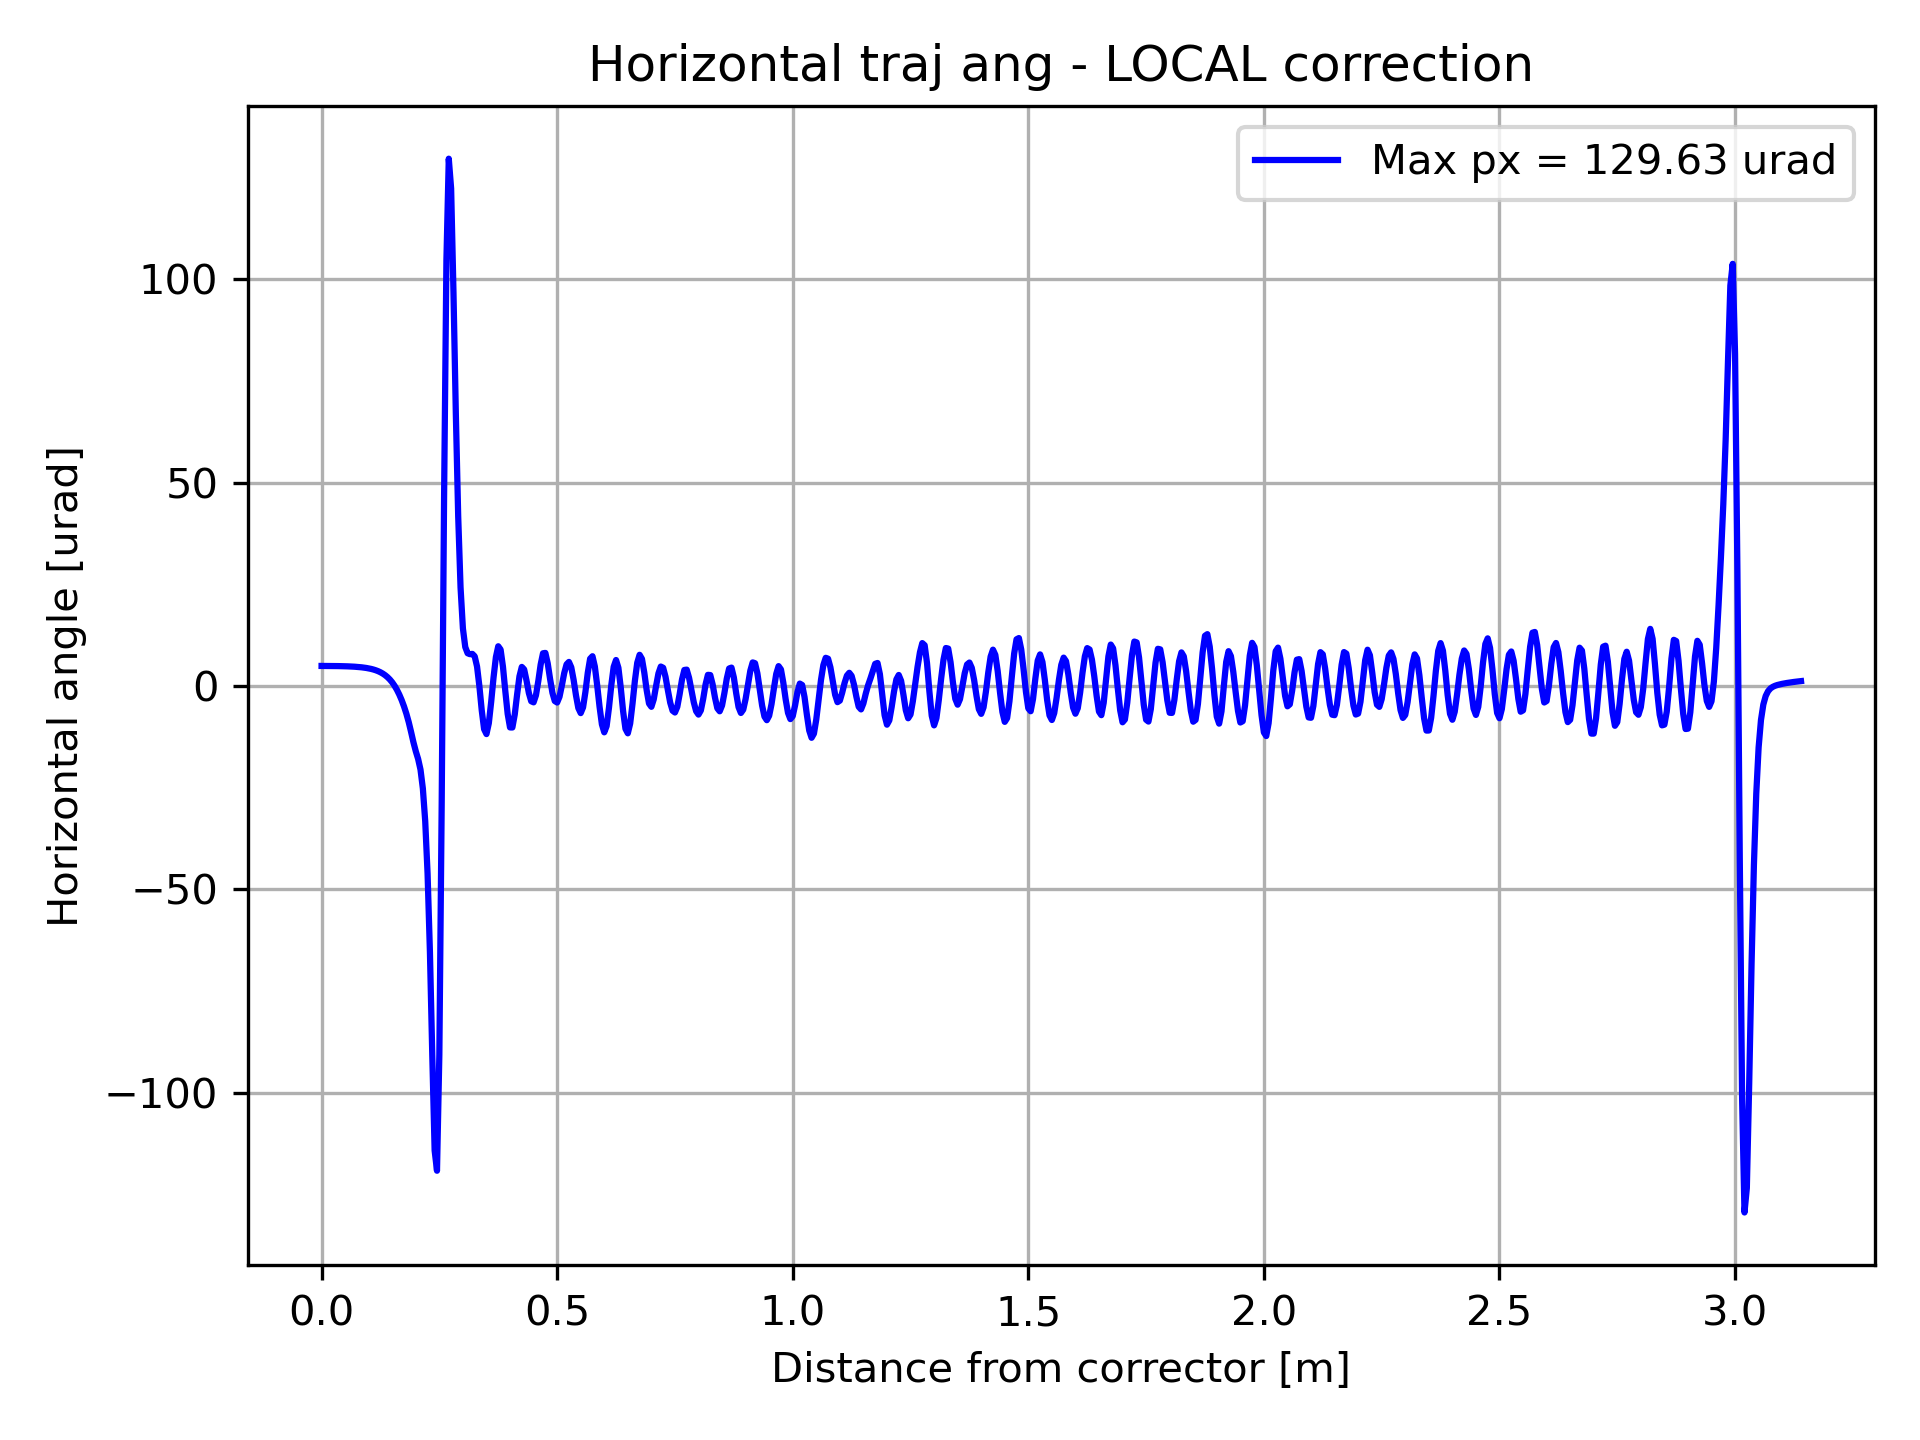 Horizontal traj ang - LOCAL correction
Max px = 129.63 urad
Horizontal angle [urad]
100
50
0
−50
−100
0.0 0.5 1.0 1.5 2.0 2.5 3.0
Distance from corrector [m]